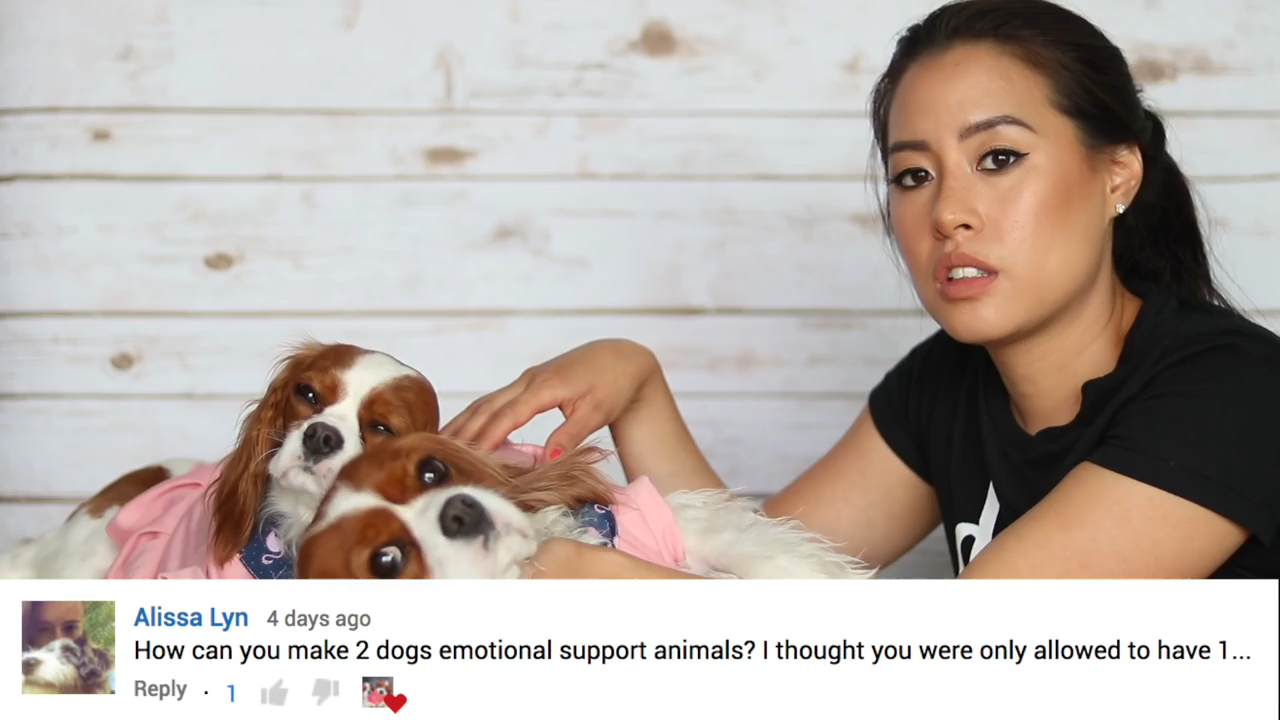 Alissa Lyn 4 days ago
How can you make 2 dogs emotional support animals? I thought you were only allowed to have 1...
Reply · 1